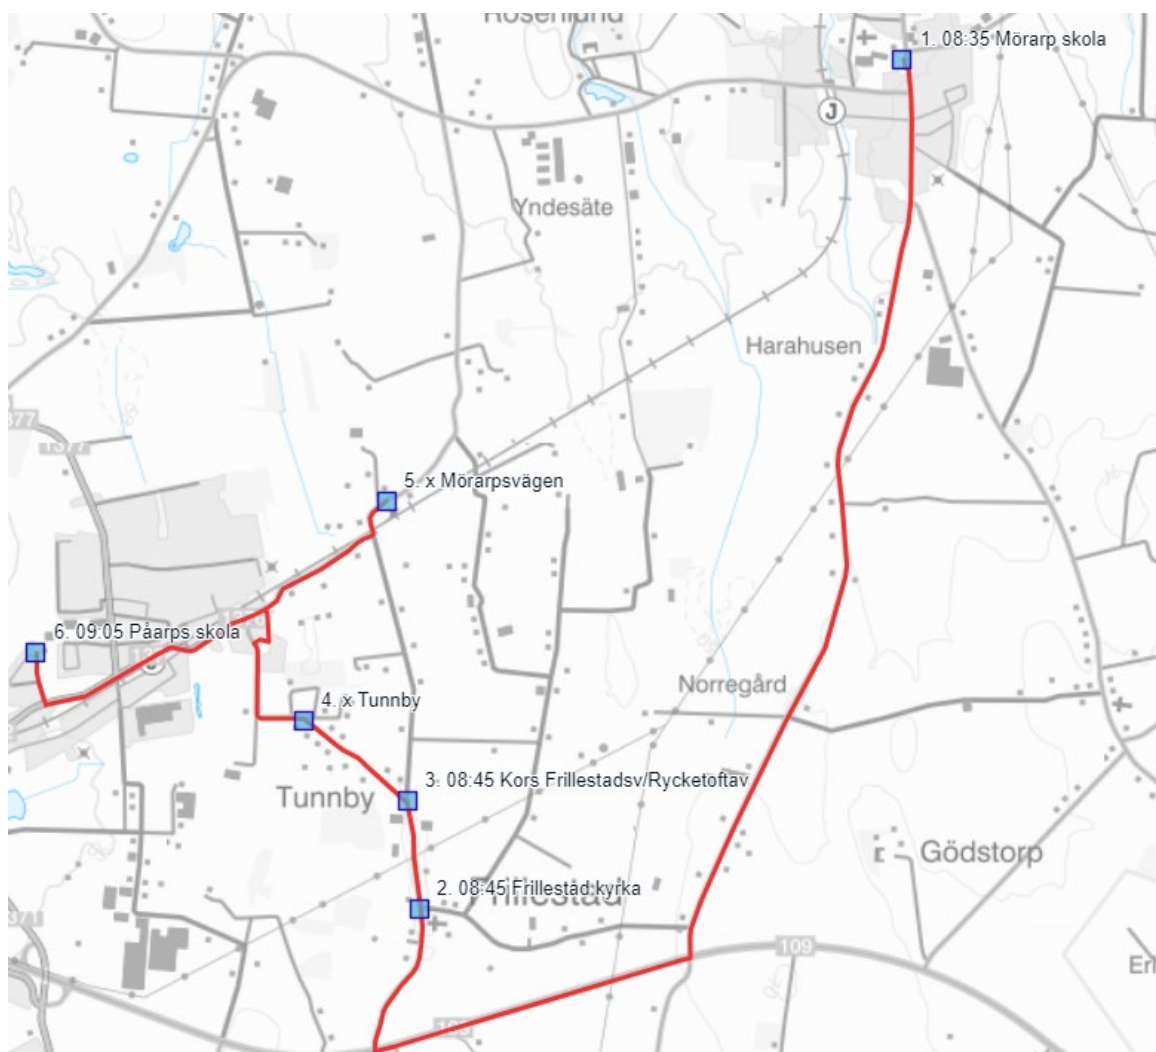 1. 08:35 Mörarp skola
J
Yndesäte
Harahusen
1377
5. x Mörarpsvägen
6. 09:05 Påarps skola
Norregård
4. x Tunnby
3. 08:45 Kors Frillestadsv/Rycketoftav
Tunnby
Gödstorp
2. 08:45 Frillestad kyrka
109